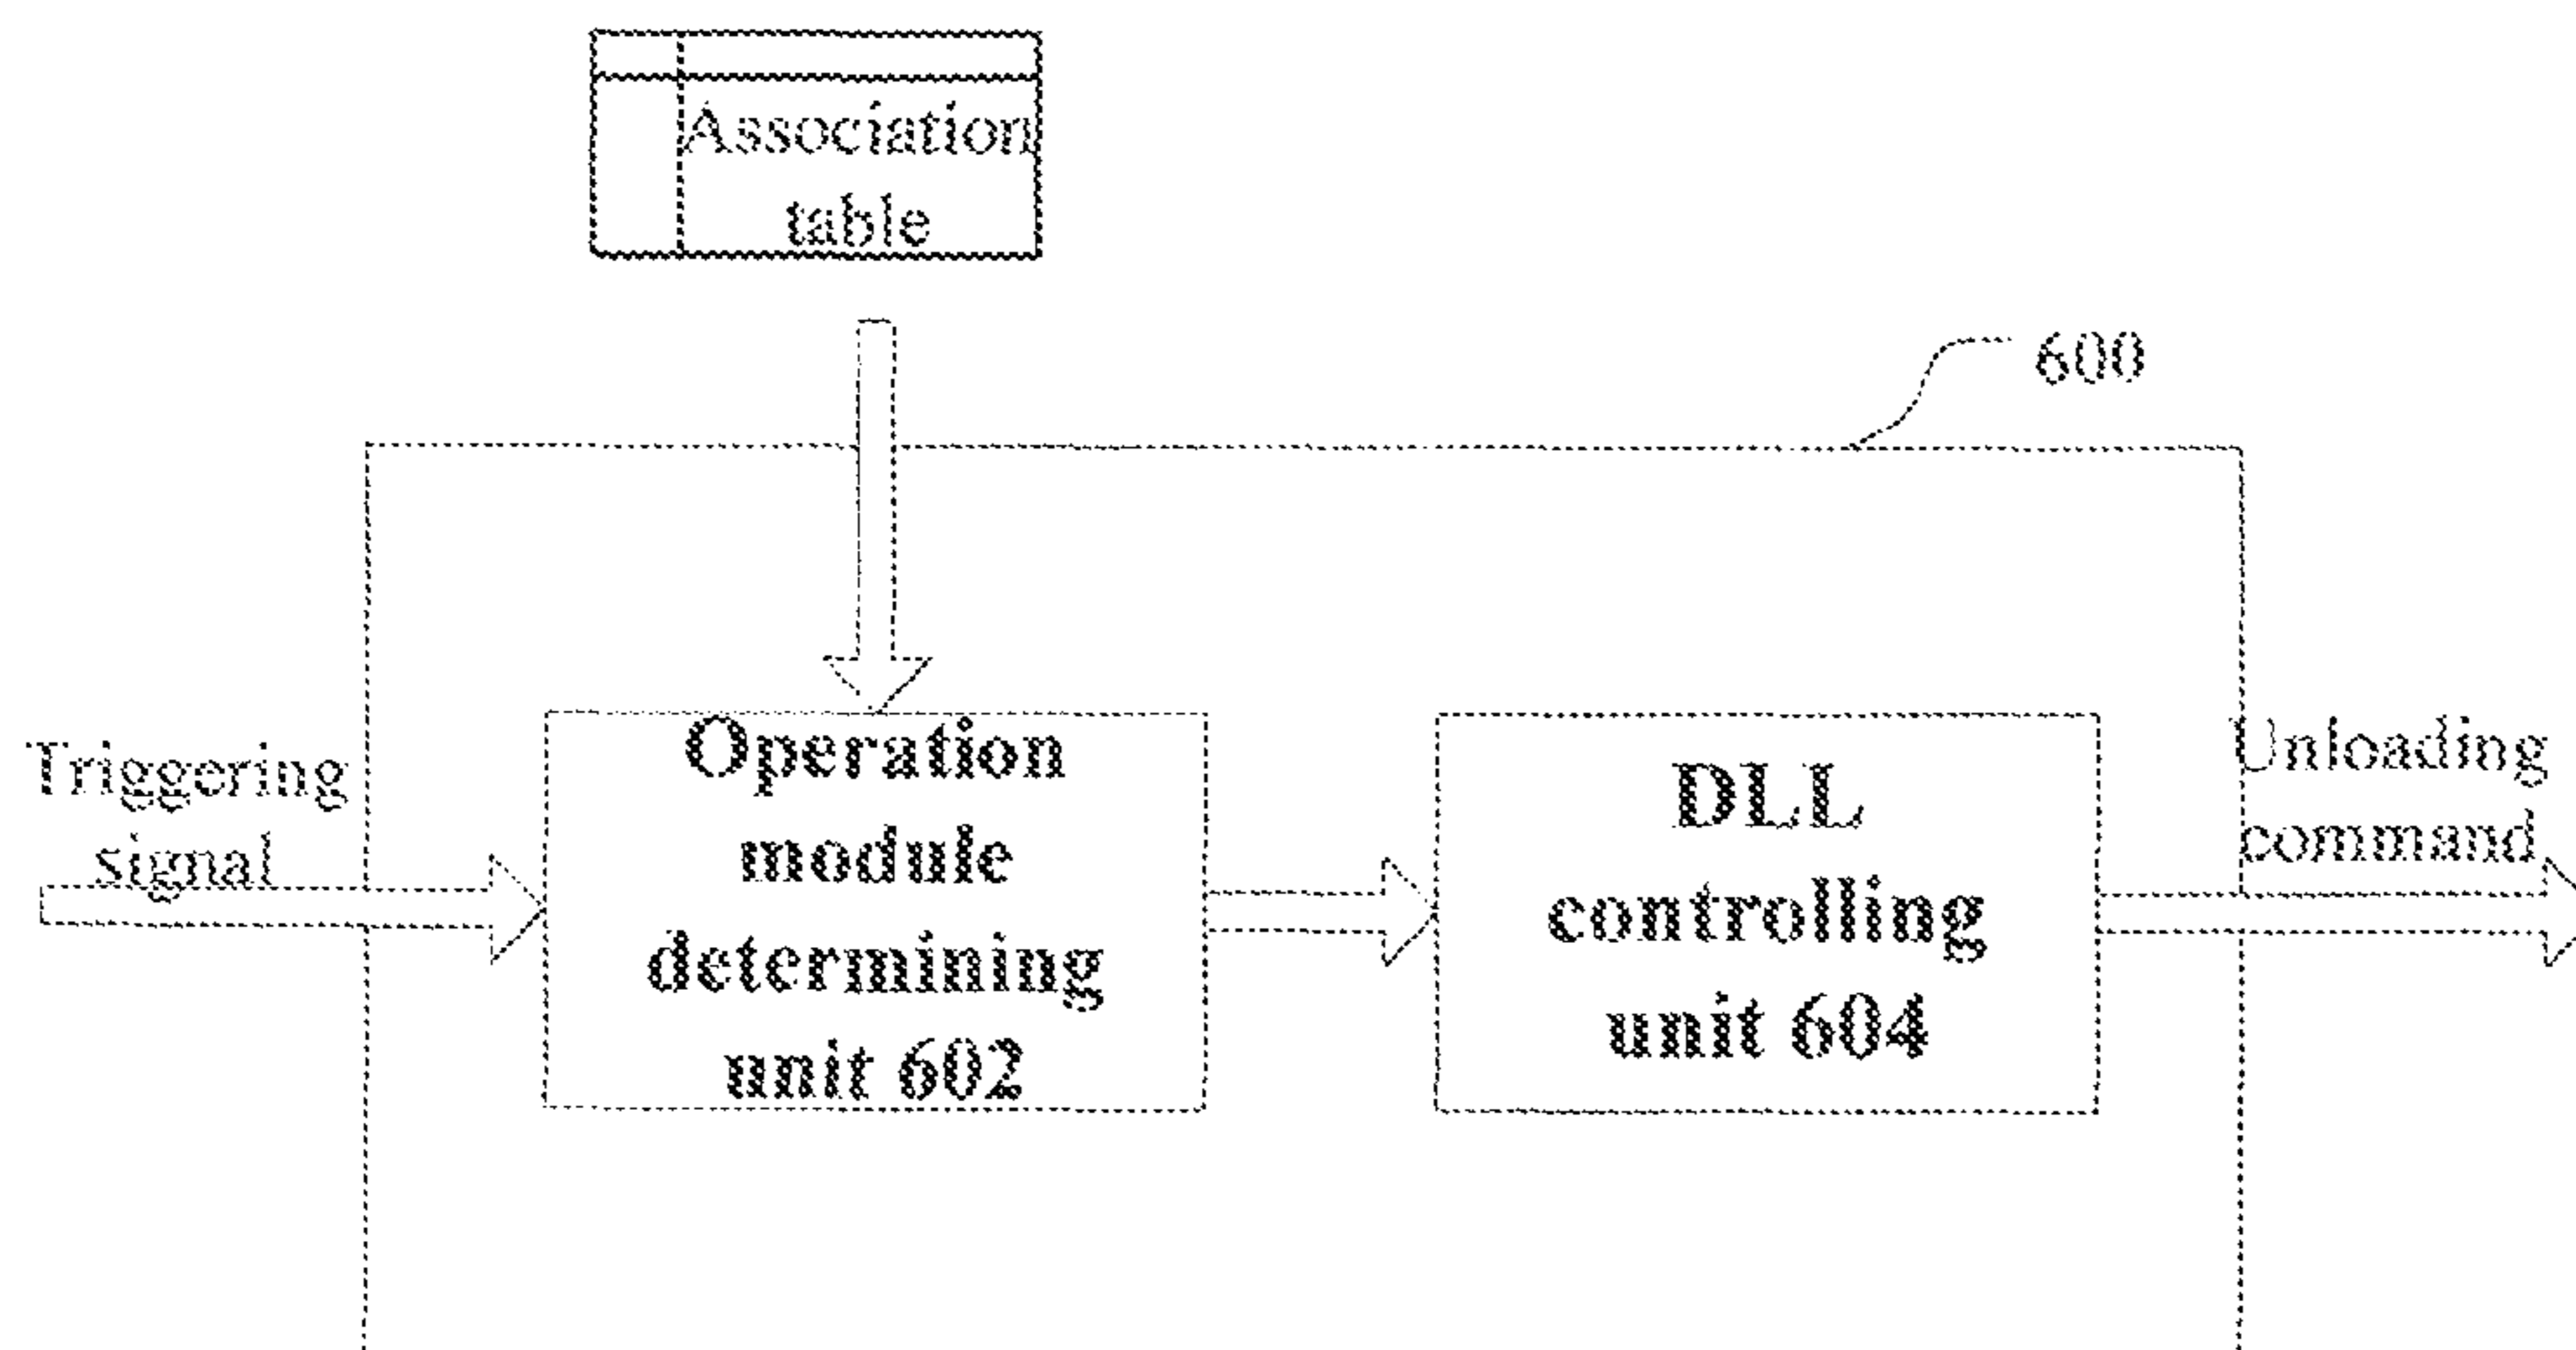 Association
table
600
Triggering
signal
Operation
module
determining
unit 602
DLL
controlling
unit 604
Unloading
command